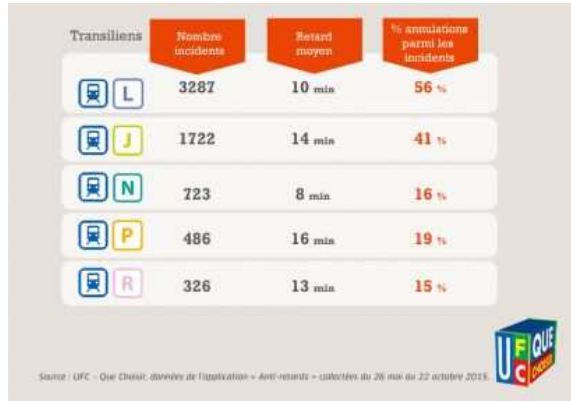 Transiliens
Nombre
incidents
Retard
moyen
% annulations
parmi les
incidents
L 3287 10 min 56 %
J 1722 14 min 41 %
N 723 8 min 16 %
P 486 16 min 19 %
R 326 13 min 15 %
UFC QUE
CHOISIR
Source : UFC - Que Choisir, données de l'application « Anti-retards » collectées du 26 mai au 22 octobre 2015.